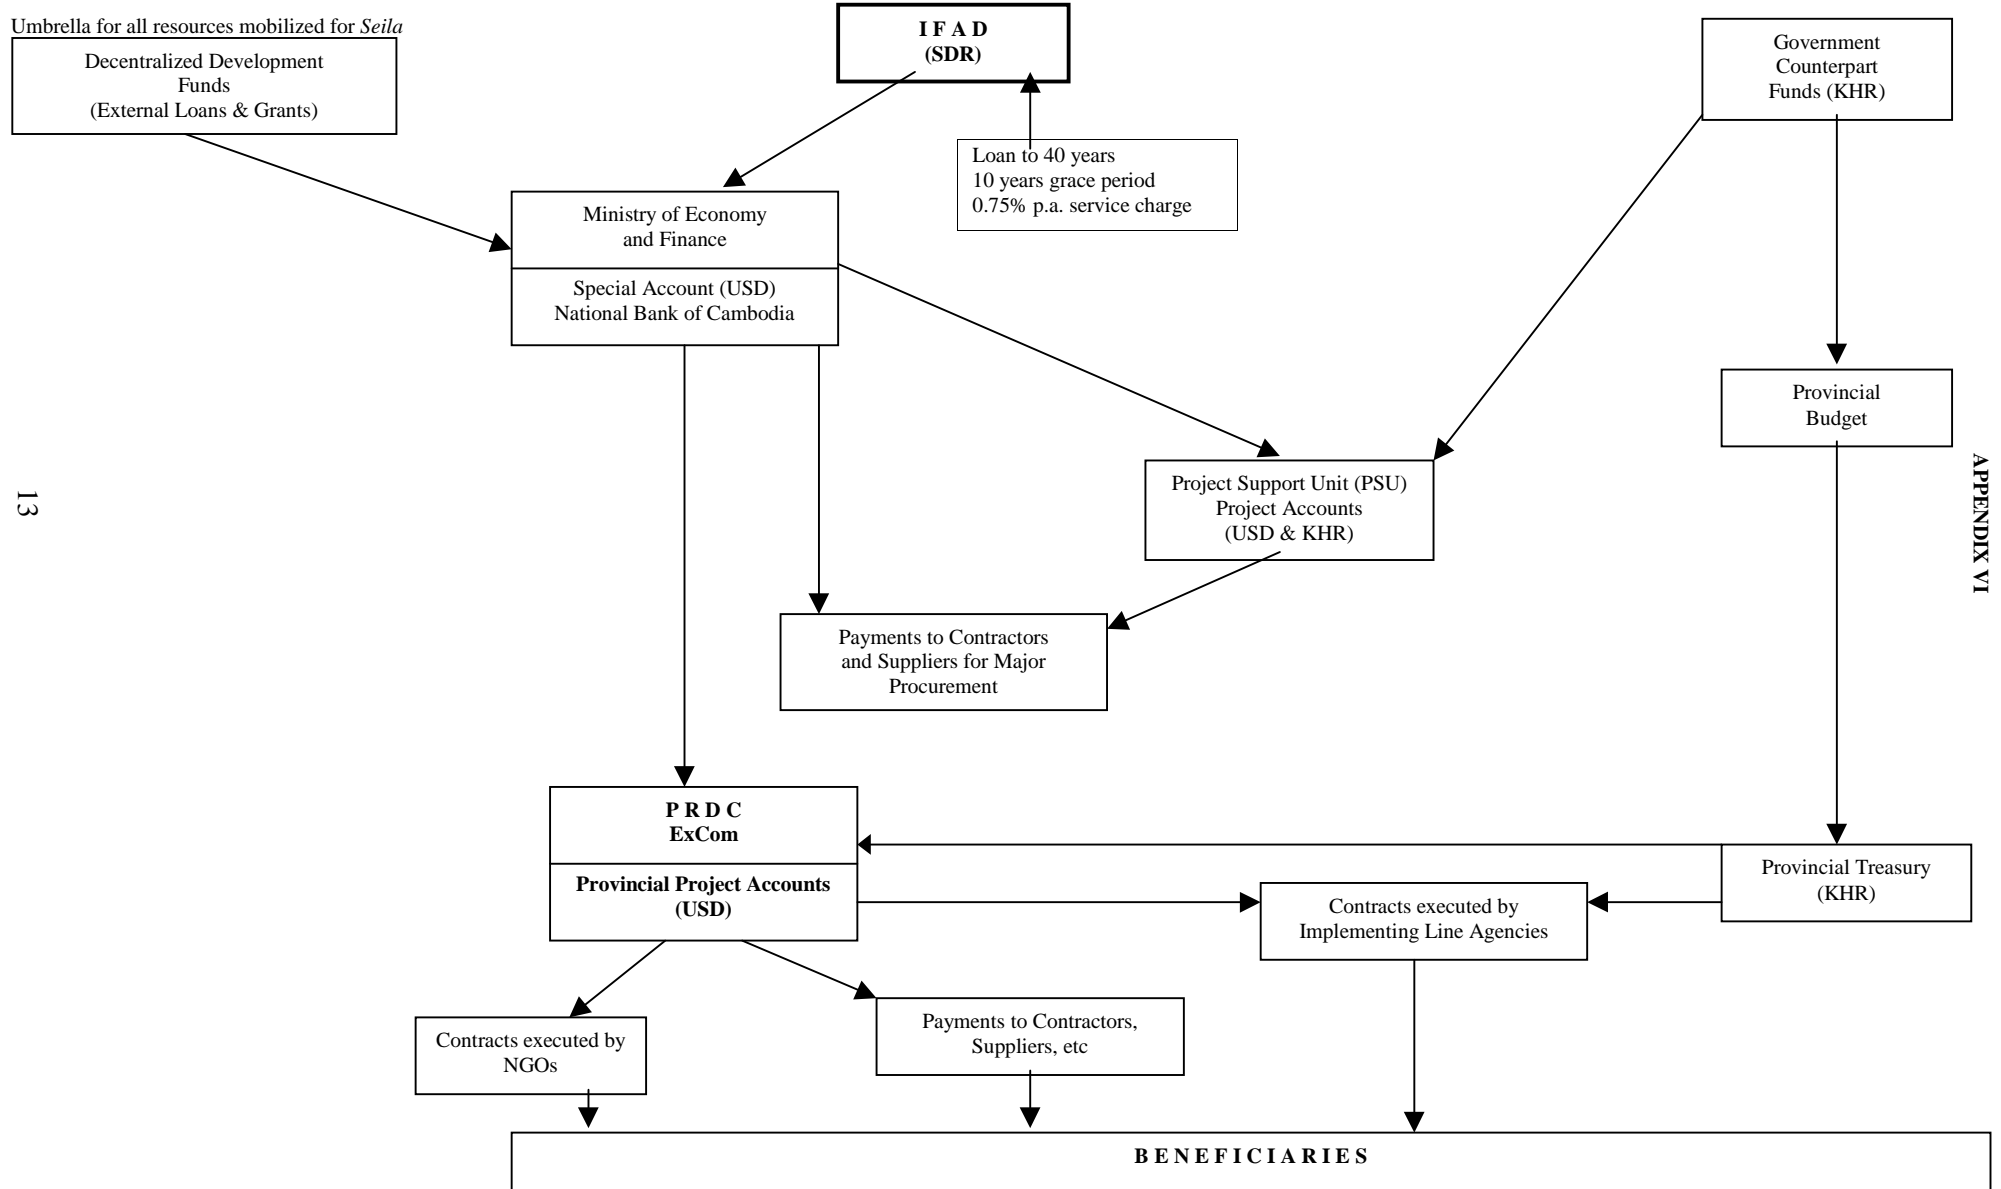 Umbrella for all resources mobilized for Seila
Decentralized Development
Funds
(External Loans & Grants)
I F A D
(SDR)
Government
Counterpart
Funds (KHR)
Loan to 40 years
10 years grace period
0.75% p.a. service charge
Ministry of Economy
and Finance
Special Account (USD)
National Bank of Cambodia
Provincial
Budget
Project Support Unit (PSU)
Project Accounts
(USD & KHR)
APPENDIX VI
13
Payments to Contractors
and Suppliers for Major
Procurement
P R D C
ExCom
Provincial Project Accounts
(USD)
Provincial Treasury
(KHR)
Contracts executed by
Implementing Line Agencies
Contracts executed by
NGOs
Payments to Contractors,
Suppliers, etc
B E N E F I C I A R I E S